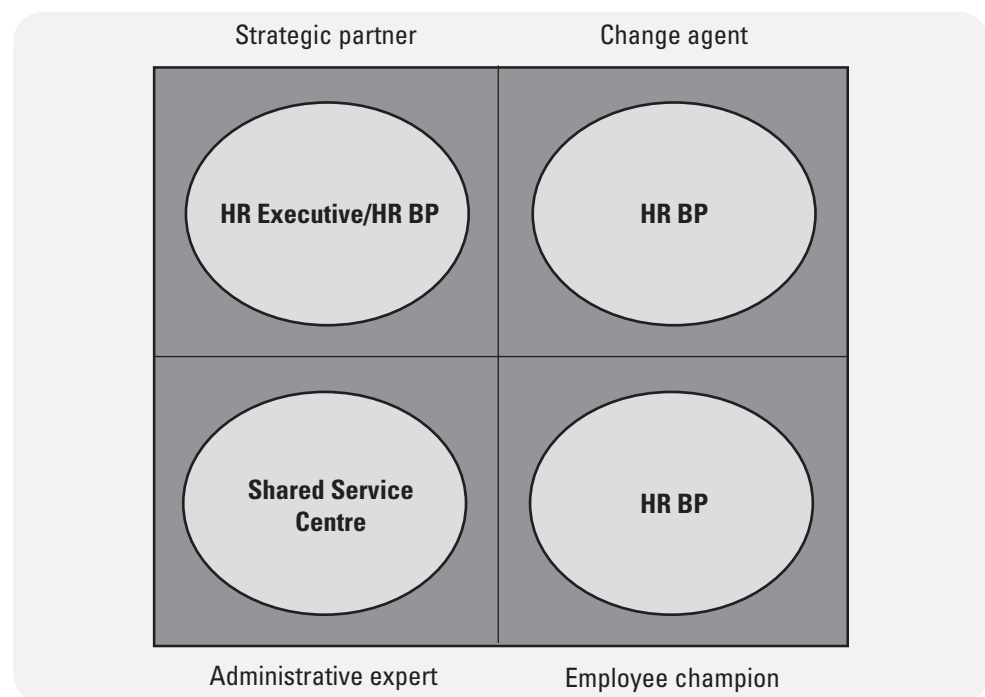 Strategic partner
Change agent
HR Executive/HR BP
HR BP
Shared Service
Centre
HR BP
Administrative expert
Employee champion